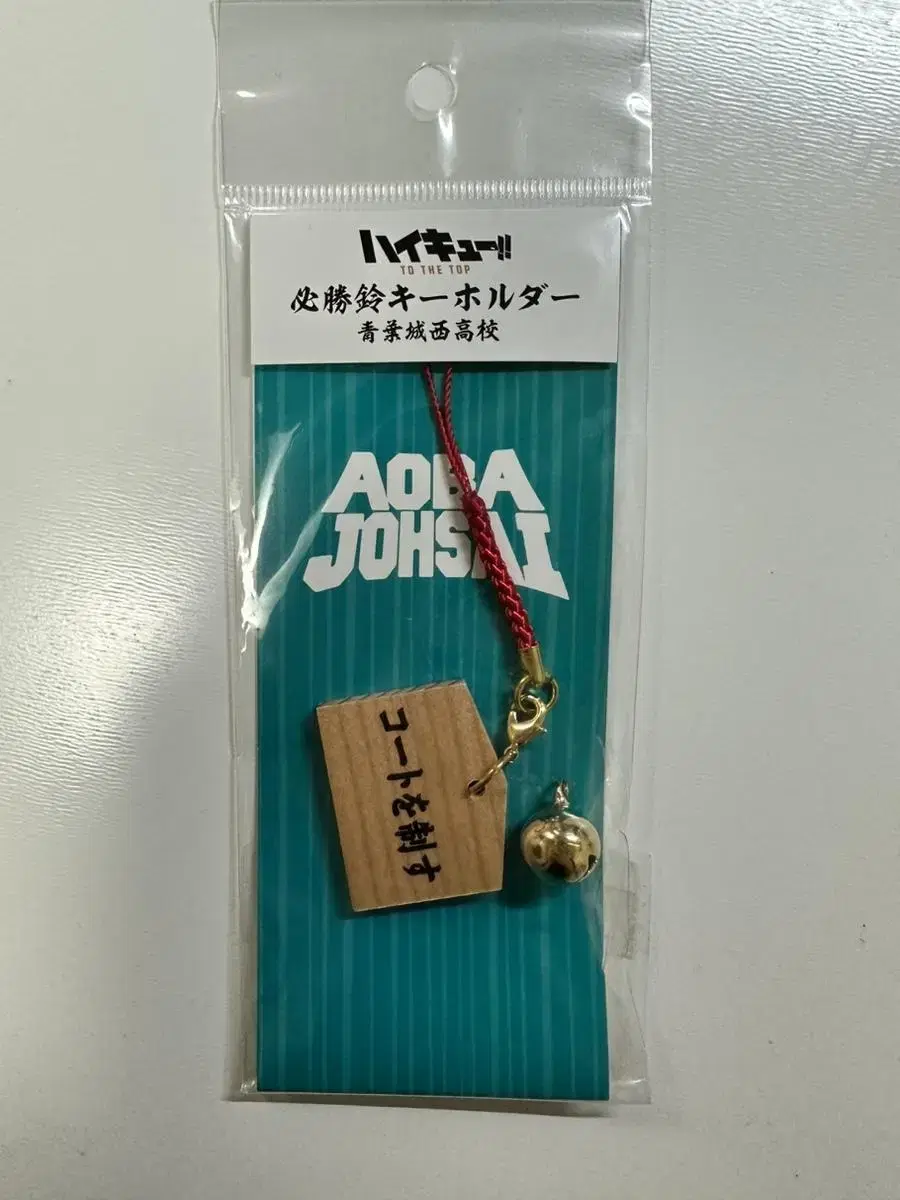 ハイキュー!!
TO THE TOP
必勝鈴キーホルダー
青葉城西高校
AOBA
JOHSAI
コートを制す